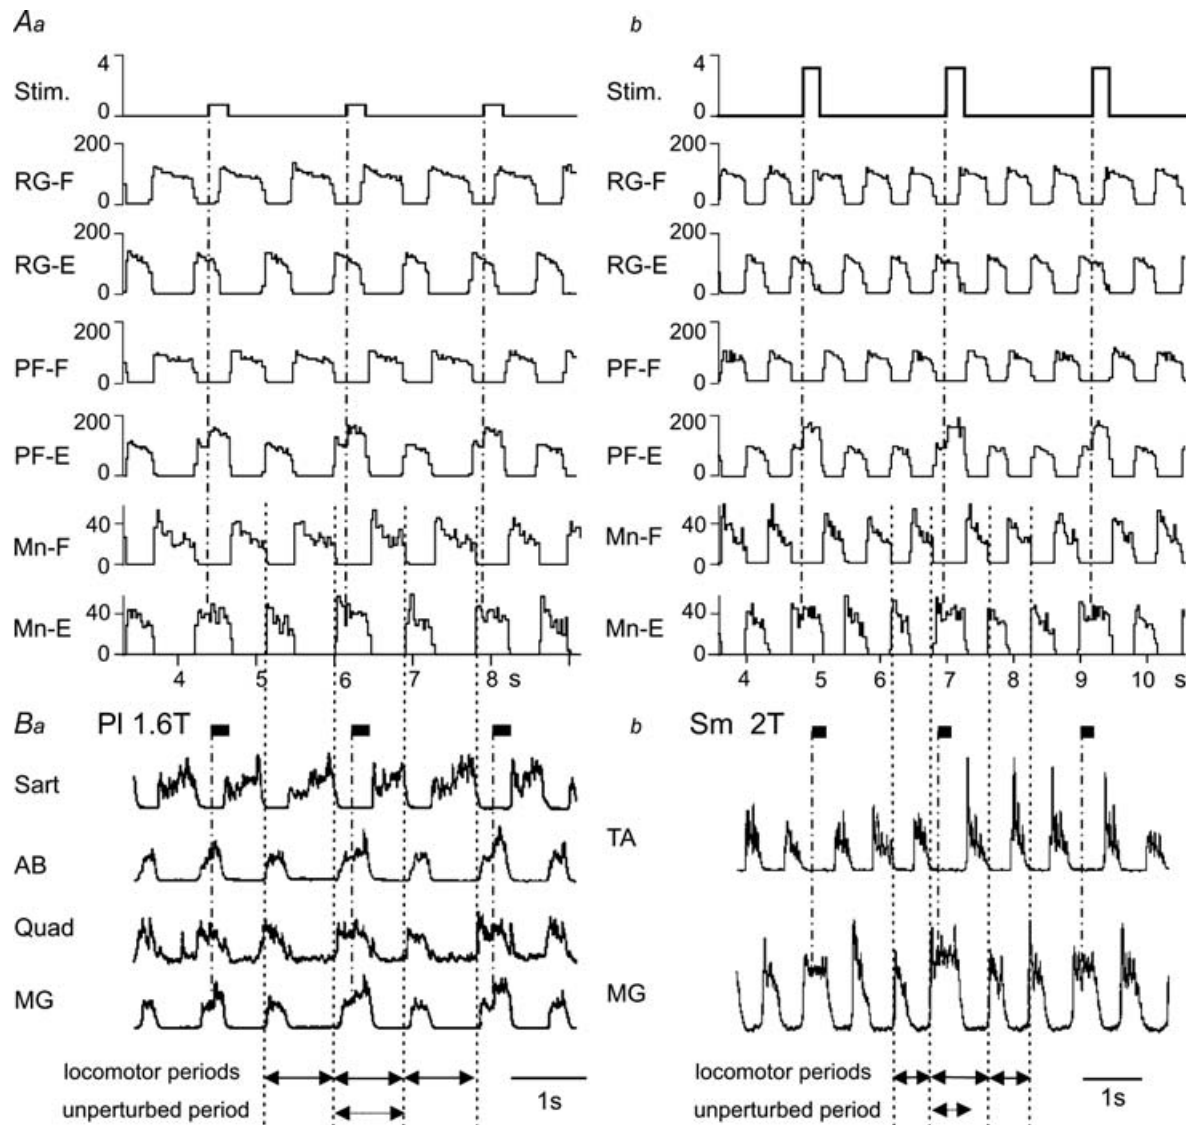 Aa
b
4
Stim.
0
4
Stim.
0
200
RG-F
0
200
RG-F
0
200
RG-E
0
200
RG-E
0
200
PF-F
0
200
PF-F
0
200
PF-E
0
200
PF-E
0
40
Mn-F
0
40
Mn-F
0
40
Mn-E
0
40
Mn-E
0
4 5 6 7 8 s
4 5 6 7 8 9 10 s
Ba Pl 1.6T
b Sm 2T
Sart
AB
Quad
MG
TA
MG
locomotor periods
unperturbed period
1s
locomotor periods
unperturbed period
1s